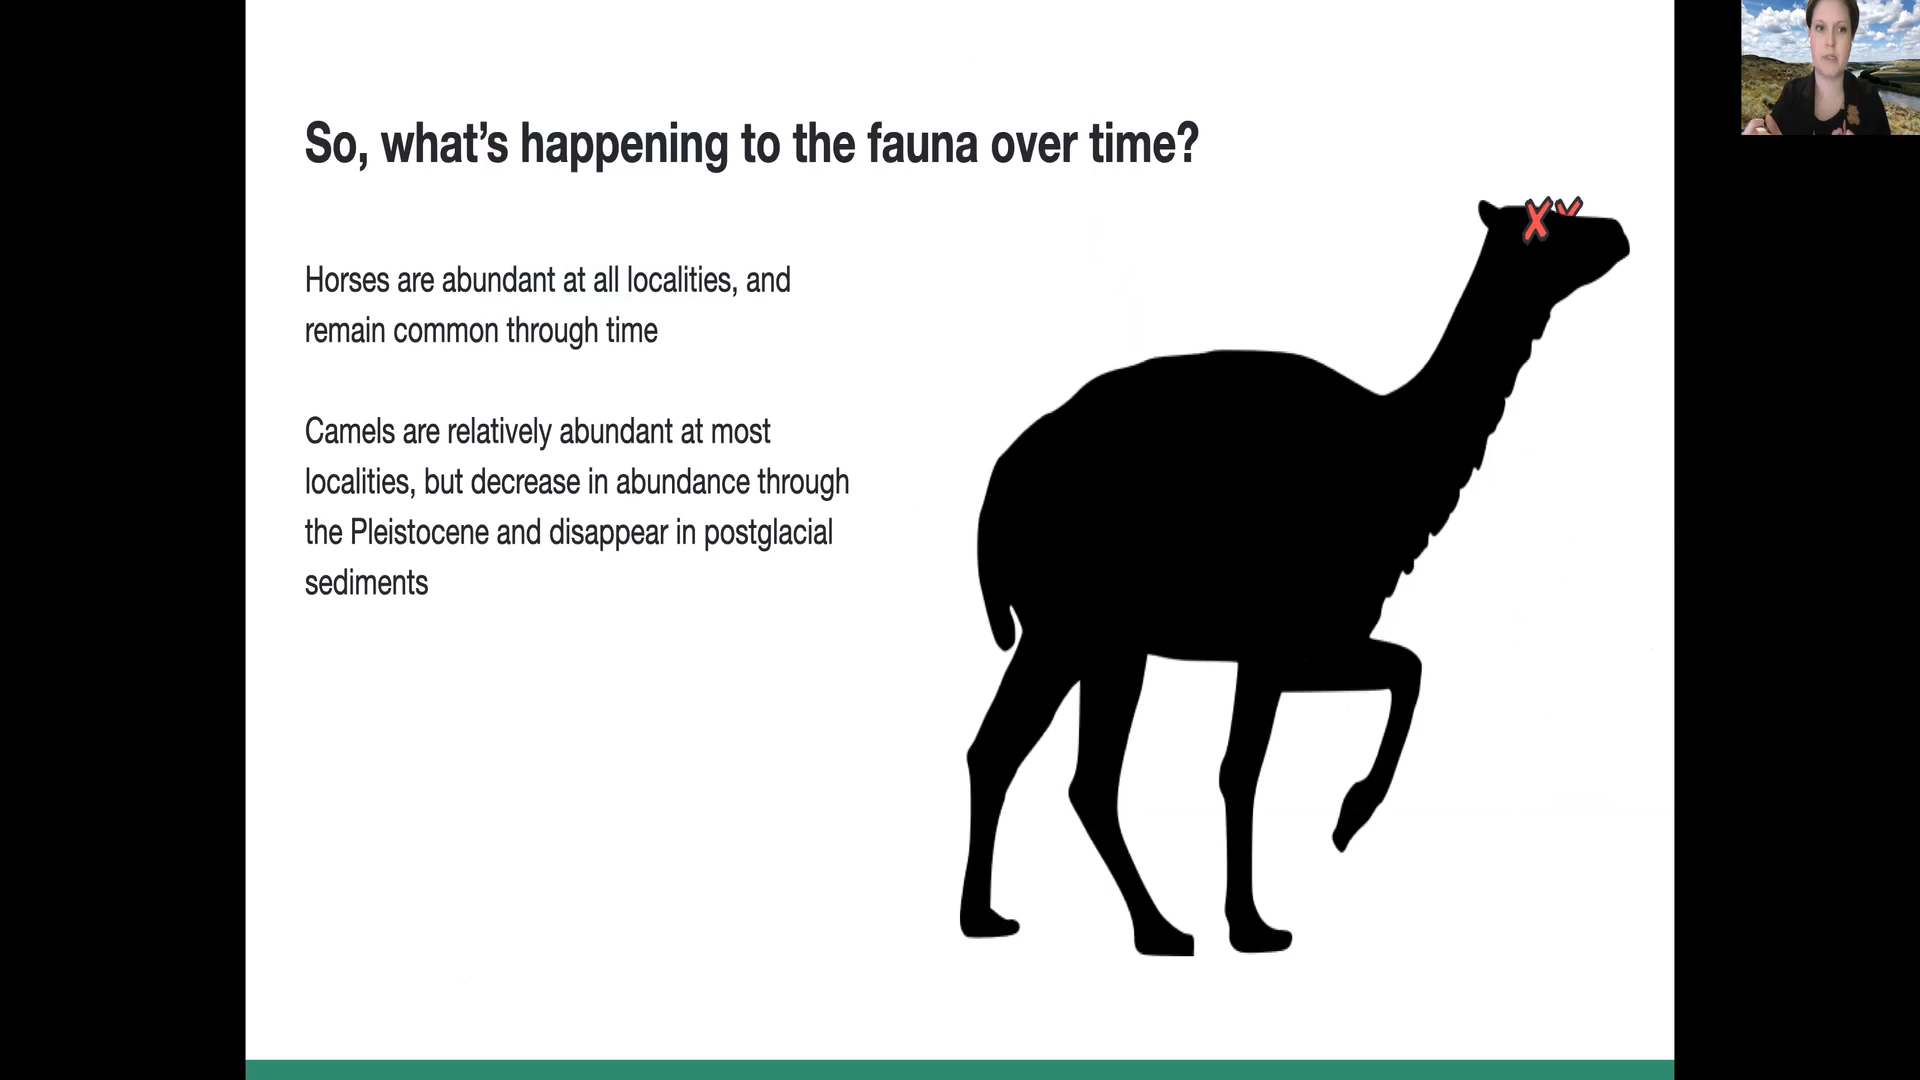 So, what’s happening to the fauna over time?
Horses are abundant at all localities, and
remain common through time
Camels are relatively abundant at most
localities, but decrease in abundance through
the Pleistocene and disappear in postglacial
sediments